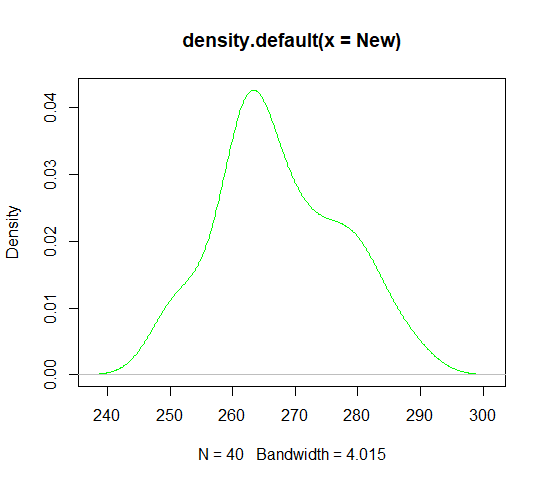 density.default(x = New)
Density
0.04
0.03
0.02
0.01
0.00
240 250 260 270 280 290 300
N = 40 Bandwidth = 4.015